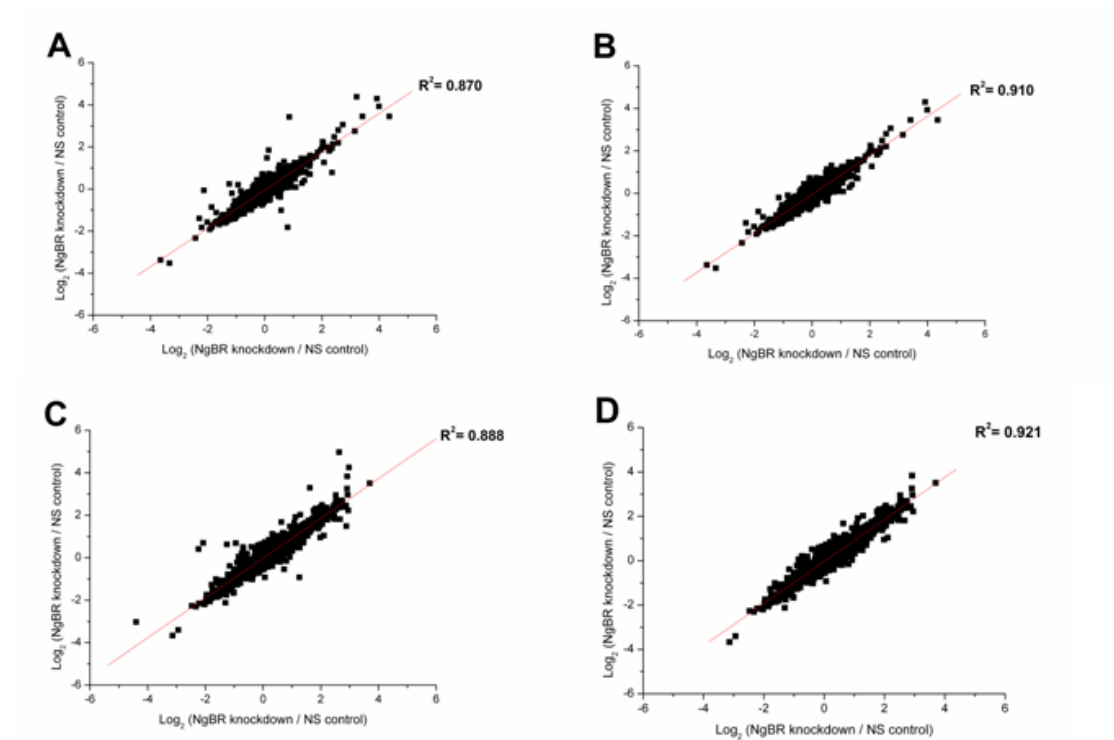 A
R²= 0.870
Log₂ (NgBR knockdown / NS control)
6
4
2
0
-2
-4
-6
-6 -4 -2 0 2 4 6
Log₂ (NgBR knockdown / NS control)
B
R²= 0.910
Log₂ (NgBR knockdown / NS control)
6
4
2
0
-2
-4
-6
-6 -4 -2 0 2 4 6
Log₂ (NgBR knockdown / NS control)
C
R²= 0.888
Log₂ (NgBR knockdown / NS control)
6
4
2
0
-2
-4
-6
-6 -4 -2 0 2 4 6
Log₂ (NgBR knockdown / NS control)
D
R²= 0.921
Log₂ (NgBR knockdown / NS control)
6
4
2
0
-2
-4
-6
-6 -4 -2 0 2 4 6
Log₂ (NgBR knockdown / NS control)